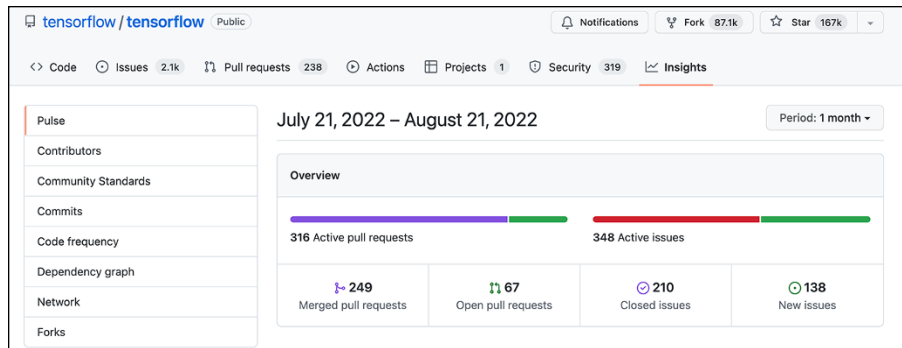 tensorflow / tensorflow Public Notifications Fork 87.1k Star 167k
<> Code Issues 2.1k Pull requests 238 Actions Projects 1 Security 319 Insights
Pulse
Contributors
Community Standards
Commits
Code frequency
Dependency graph
Network
Forks
July 21, 2022 – August 21, 2022 Period: 1 month
Overview
316 Active pull requests 348 Active issues
249 67 210 138
Merged pull requests Open pull requests Closed issues New issues